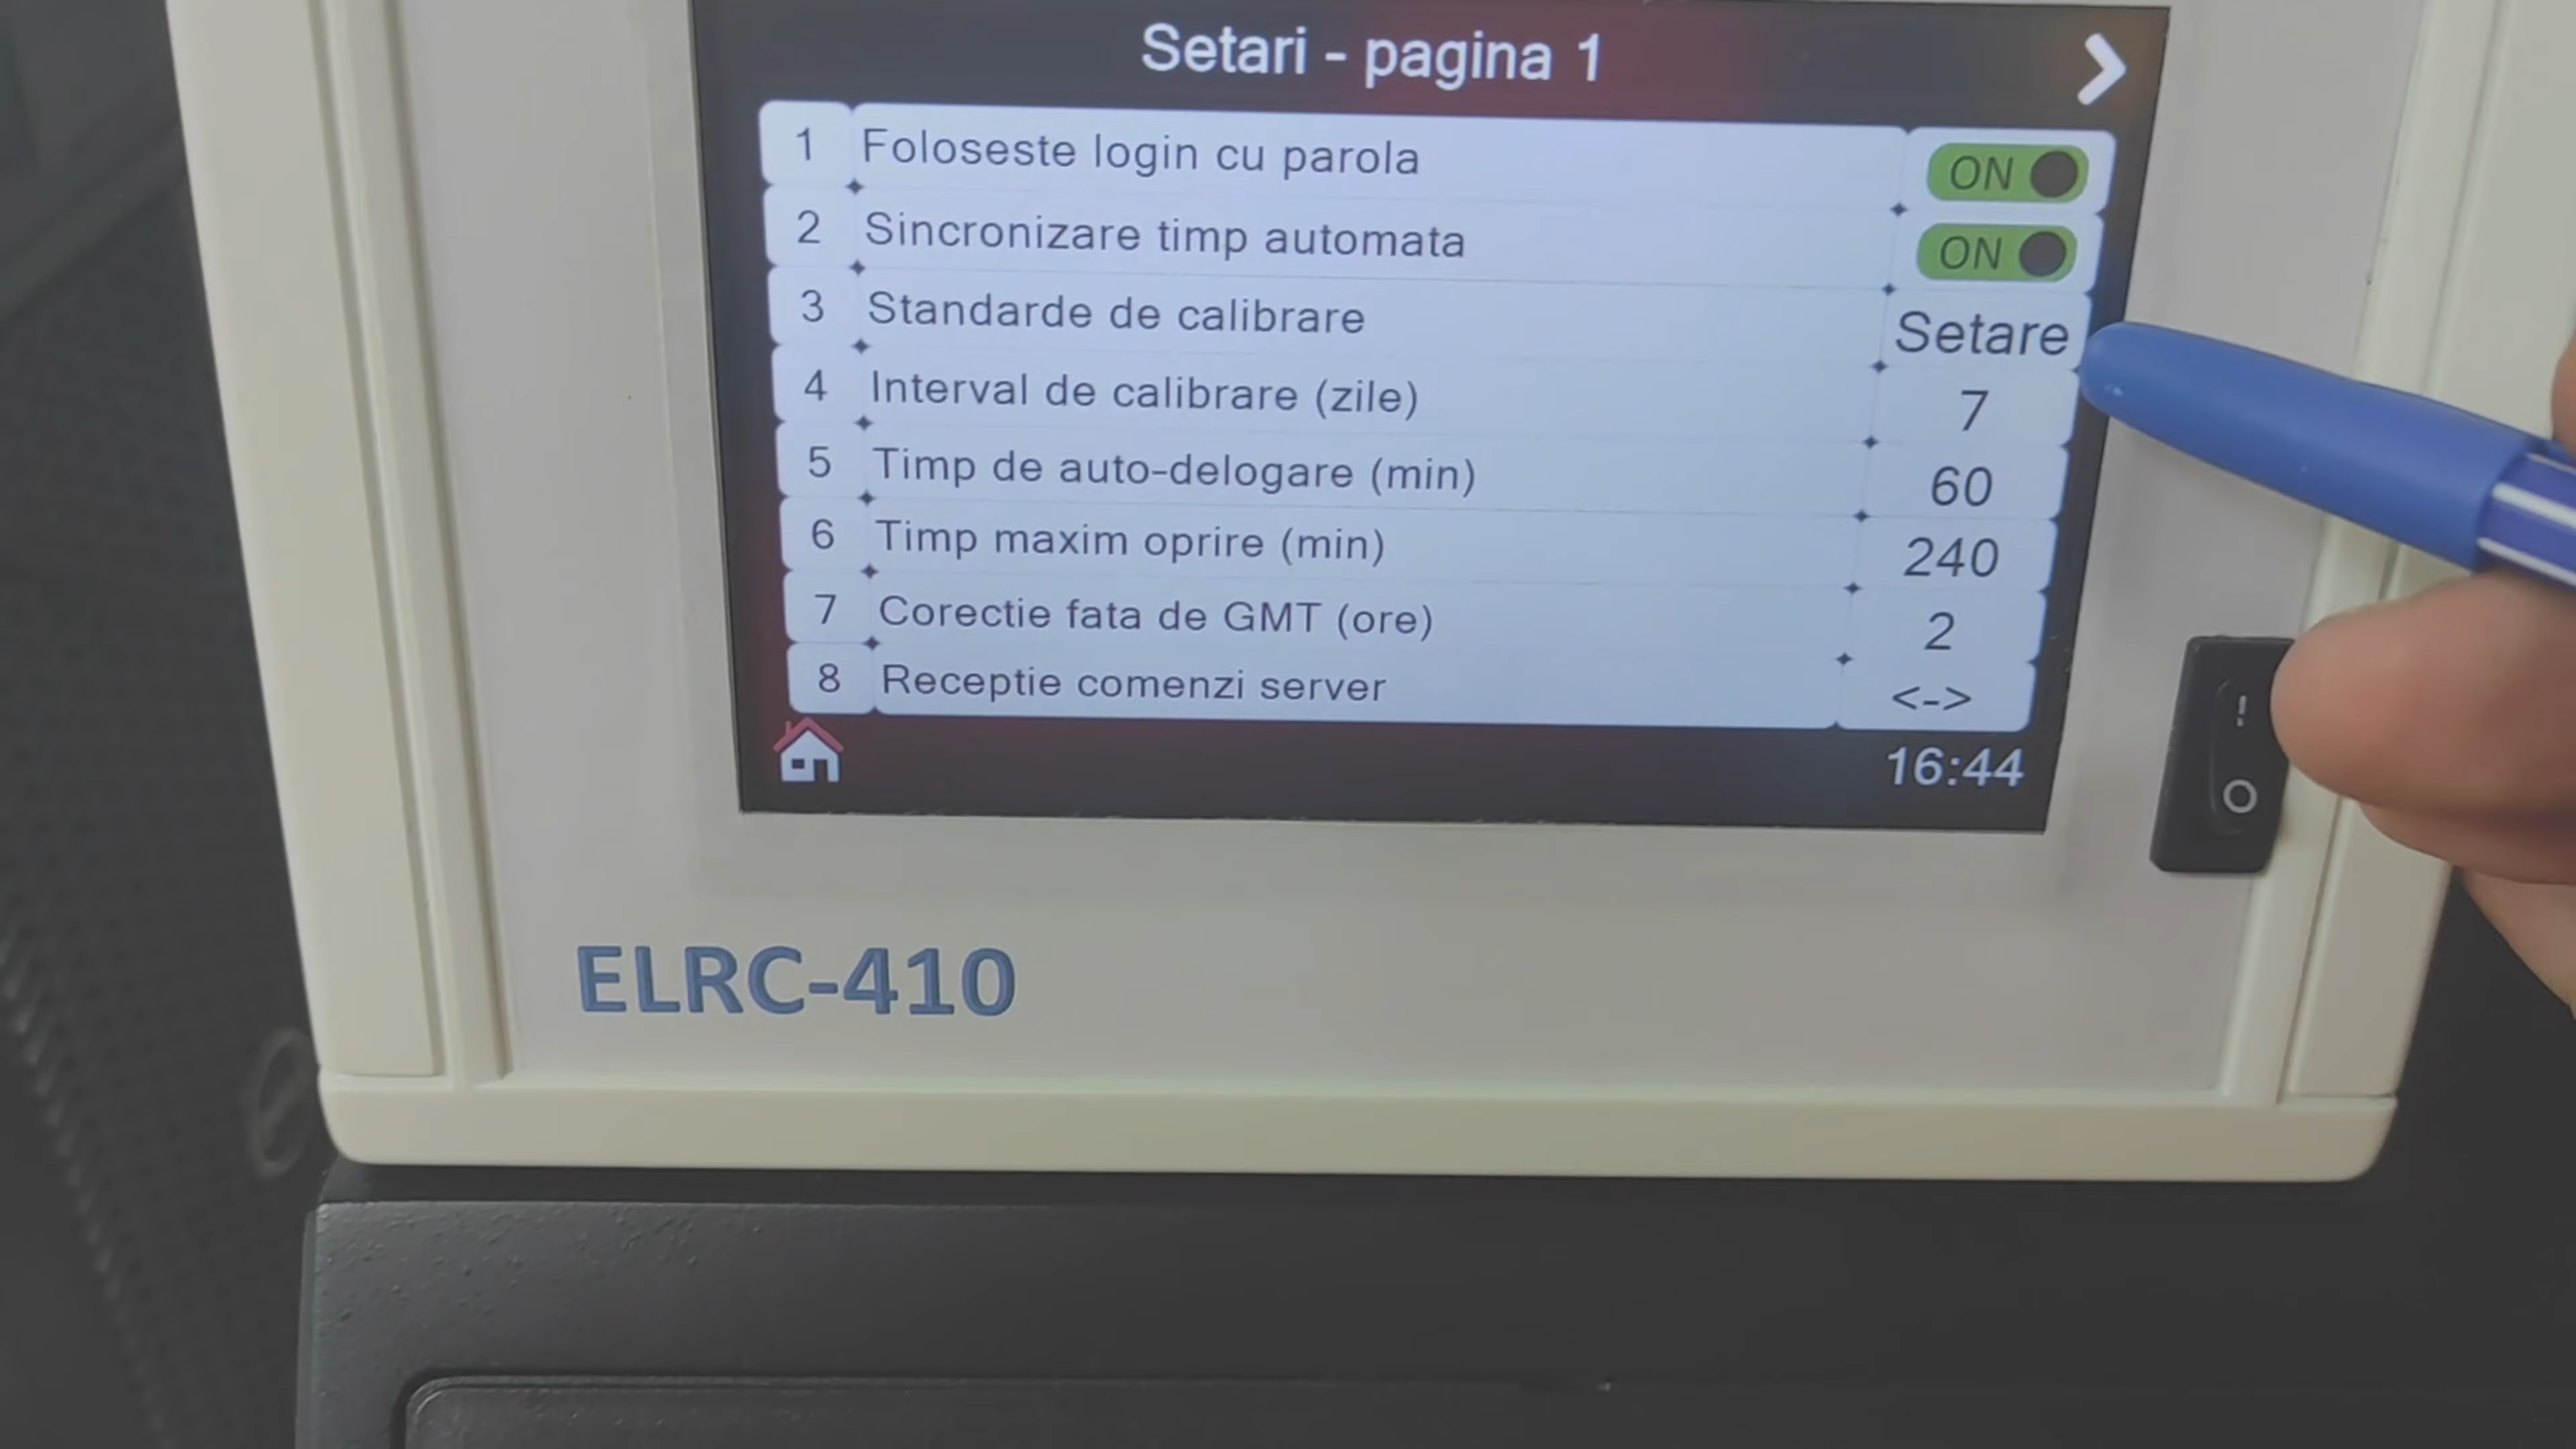 Setari - pagina 1
1 Foloseste login cu parola ON
2 Sincronizare timp automata ON
3 Standarde de calibrare Setare
4 Interval de calibrare (zile) 7
5 Timp de auto-delogare (min) 60
6 Timp maxim oprire (min) 240
7 Corectie fata de GMT (ore) 2
8 Receptie comenzi server <->
16:44
ELRC-410